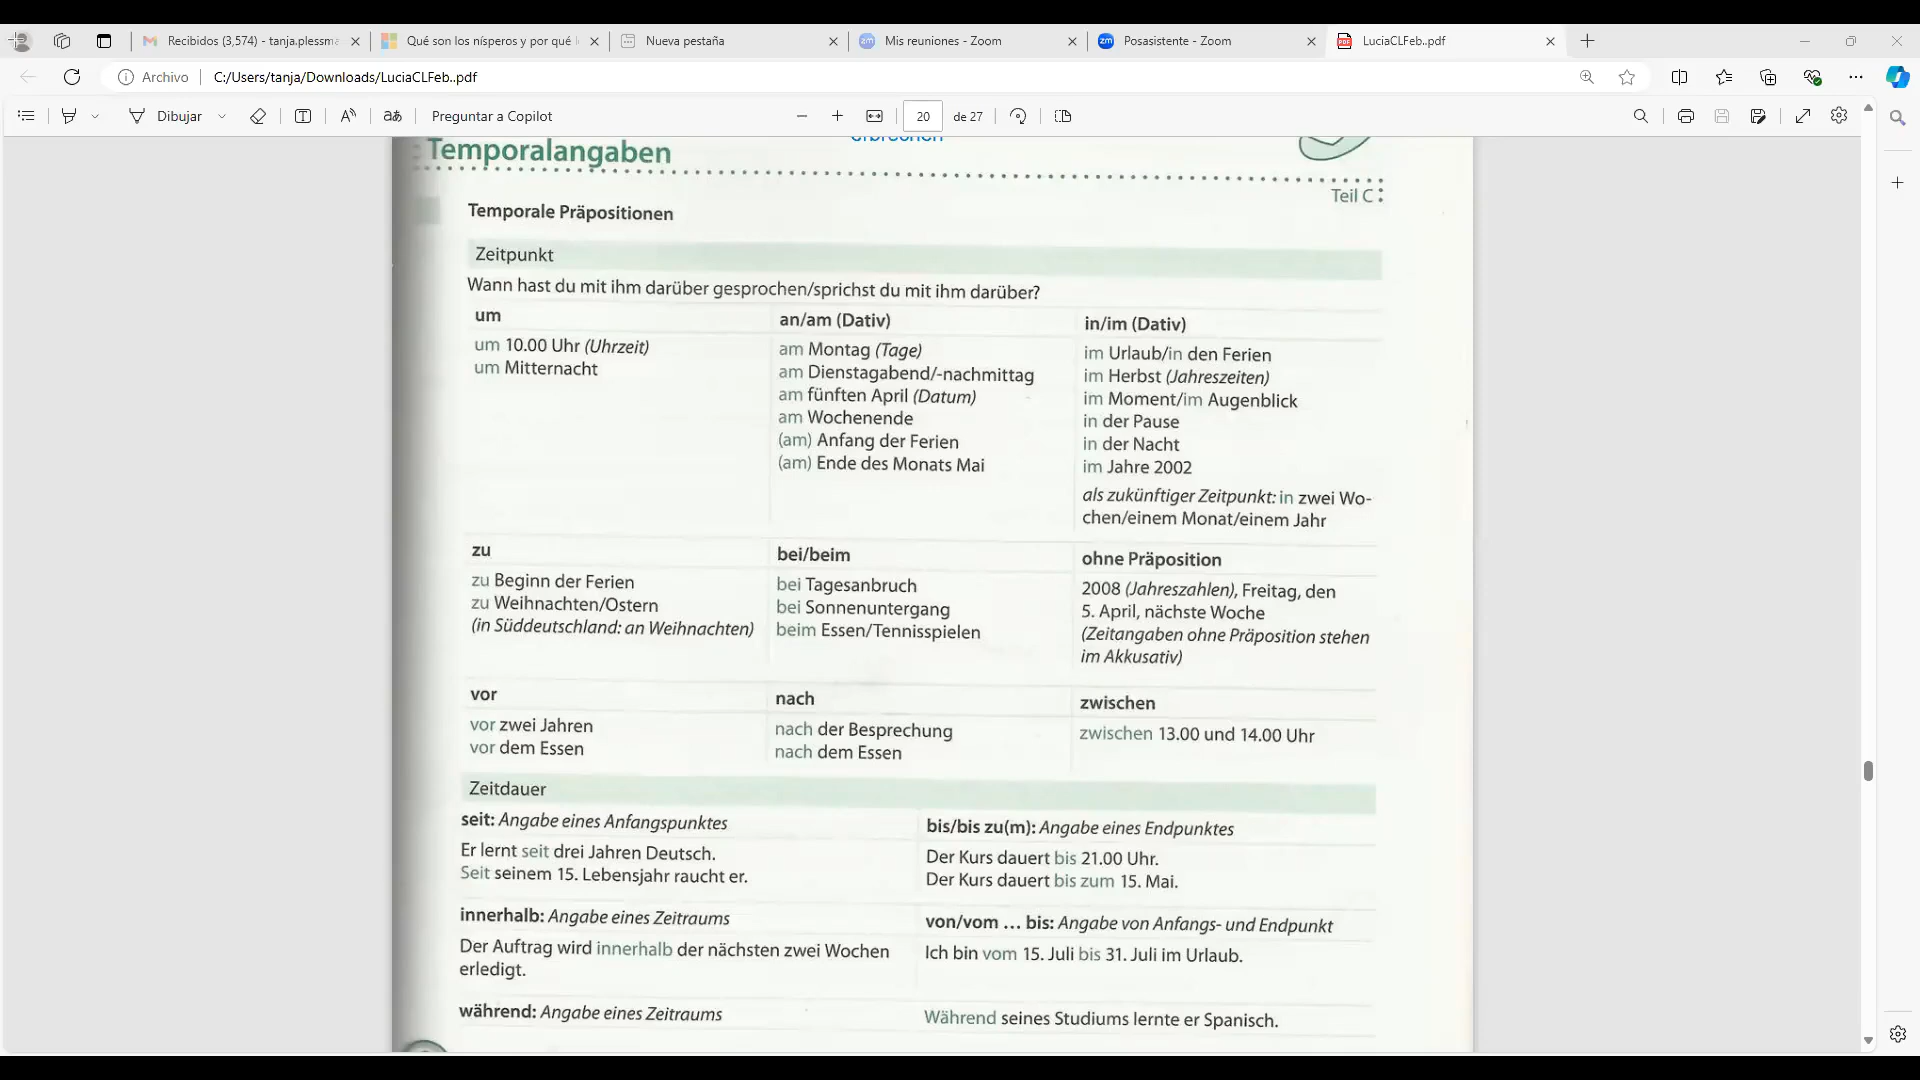 Recibidos (3,574) - tanja.plessma
Qué son los nísperos y por qué
Nueva pestaña
Mis reuniones - Zoom
Posasistente - Zoom
LuciaCLFeb..pdf
Archivo
C:/Users/tanja/Downloads/LuciaCLFeb..pdf
Dibujar
Preguntar a Copilot
20 de 27
Temporalangaben
Teil C
Temporale Präpositionen
Zeitpunkt
Wann hast du mit ihm darüber gesprochen/sprichst du mit ihm darüber?
um
um 10.00 Uhr (Uhrzeit)
um Mitternacht
an/am (Dativ)
am Montag (Tage)
am Dienstagabend/-nachmittag
am fünften April (Datum)
am Wochenende
(am) Anfang der Ferien
(am) Ende des Monats Mai
in/im (Dativ)
im Urlaub/in den Ferien
im Herbst (Jahreszeiten)
im Moment/im Augenblick
in der Pause
in der Nacht
im Jahre 2002
als zukünftiger Zeitpunkt: in zwei Wo-
chen/einem Monat/einem Jahr
zu
zu Beginn der Ferien
zu Weihnachten/Ostern
(in Süddeutschland: an Weihnachten)
bei/beim
bei Tagesanbruch
bei Sonnenuntergang
beim Essen/Tennisspielen
ohne Präposition
2008 (Jahreszahlen), Freitag, den
5. April, nächste Woche
(Zeitangaben ohne Präposition stehen
im Akkusativ)
vor
vor zwei Jahren
vor dem Essen
nach
nach der Besprechung
nach dem Essen
zwischen
zwischen 13.00 und 14.00 Uhr
Zeitdauer
seit: Angabe eines Anfangspunktes
Er lernt seit drei Jahren Deutsch.
Seit seinem 15. Lebensjahr raucht er.
bis/bis zu(m): Angabe eines Endpunktes
Der Kurs dauert bis 21.00 Uhr.
Der Kurs dauert bis zum 15. Mai.
innerhalb: Angabe eines Zeitraums
Der Auftrag wird innerhalb der nächsten zwei Wochen
erledigt.
von/vom ... bis: Angabe von Anfangs- und Endpunkt
Ich bin vom 15. Juli bis 31. Juli im Urlaub.
während: Angabe eines Zeitraums
Während seines Studiums lernte er Spanisch.